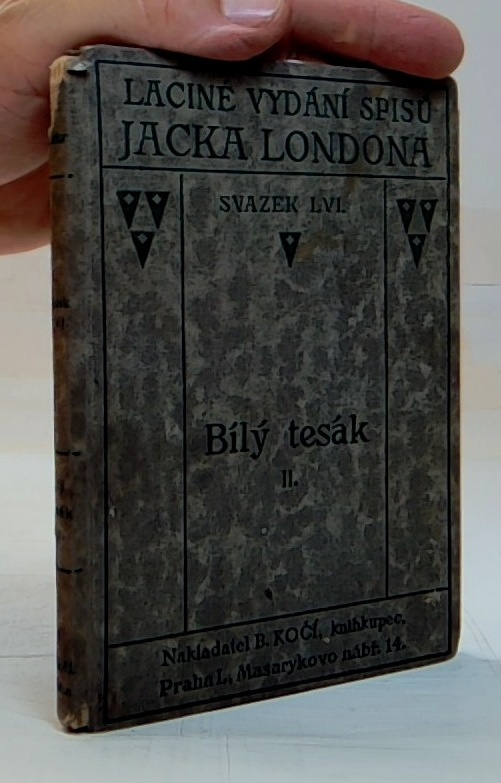 LACINÉ VYDÁNÍ SPISŮ
JACKA LONDONA
SVAZEK LVI.
Bílý tesák
II.
Nakladatel B. KOČÍ, knihkupec,
Praha I., Masarykovo nábř. 14.